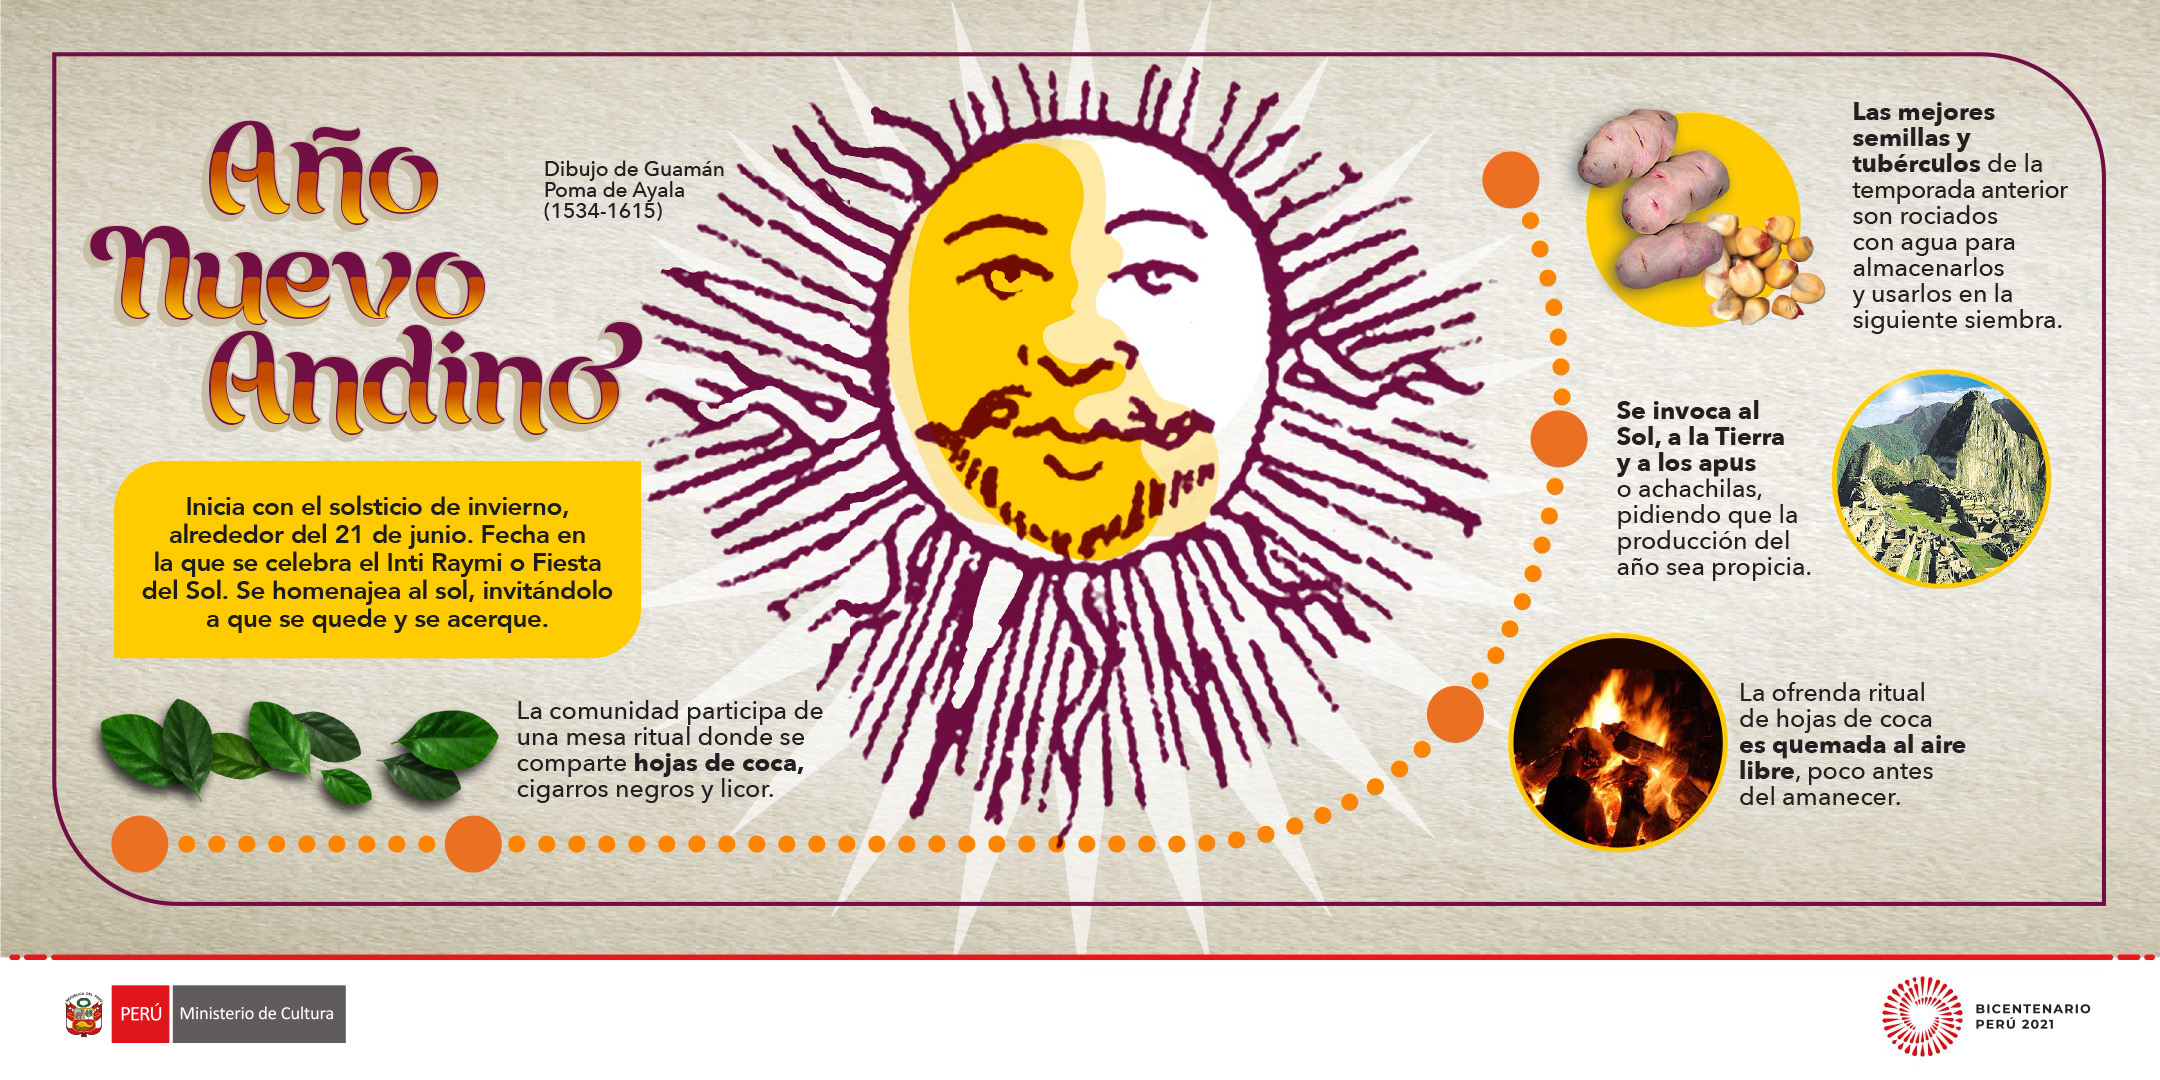 Año
Nuevo
Andino
Dibujo de Guamán
Poma de Ayala
(1534-1615)
Inicia con el solsticio de invierno,
alrededor del 21 de junio. Fecha en
la que se celebra el Inti Raymi o Fiesta
del Sol. Se homenajea al sol, invitándolo
a que se quede y se acerque.
La comunidad participa de
una mesa ritual donde se
comparte hojas de coca,
cigarros negros y licor.
La ofrenda ritual
de hojas de coca
es quemada al aire
libre, poco antes
del amanecer.
Se invoca al
Sol, a la Tierra
y a los apus
o achachilas,
pidiendo que la
producción del
año sea propicia.
Las mejores
semillas y
tubérculos de la
temporada anterior
son rociados
con agua para
almacenarlos
y usarlos en la
siguiente siembra.
PERÚ
Ministerio de Cultura
BICENTENARIO
PERÚ 2021